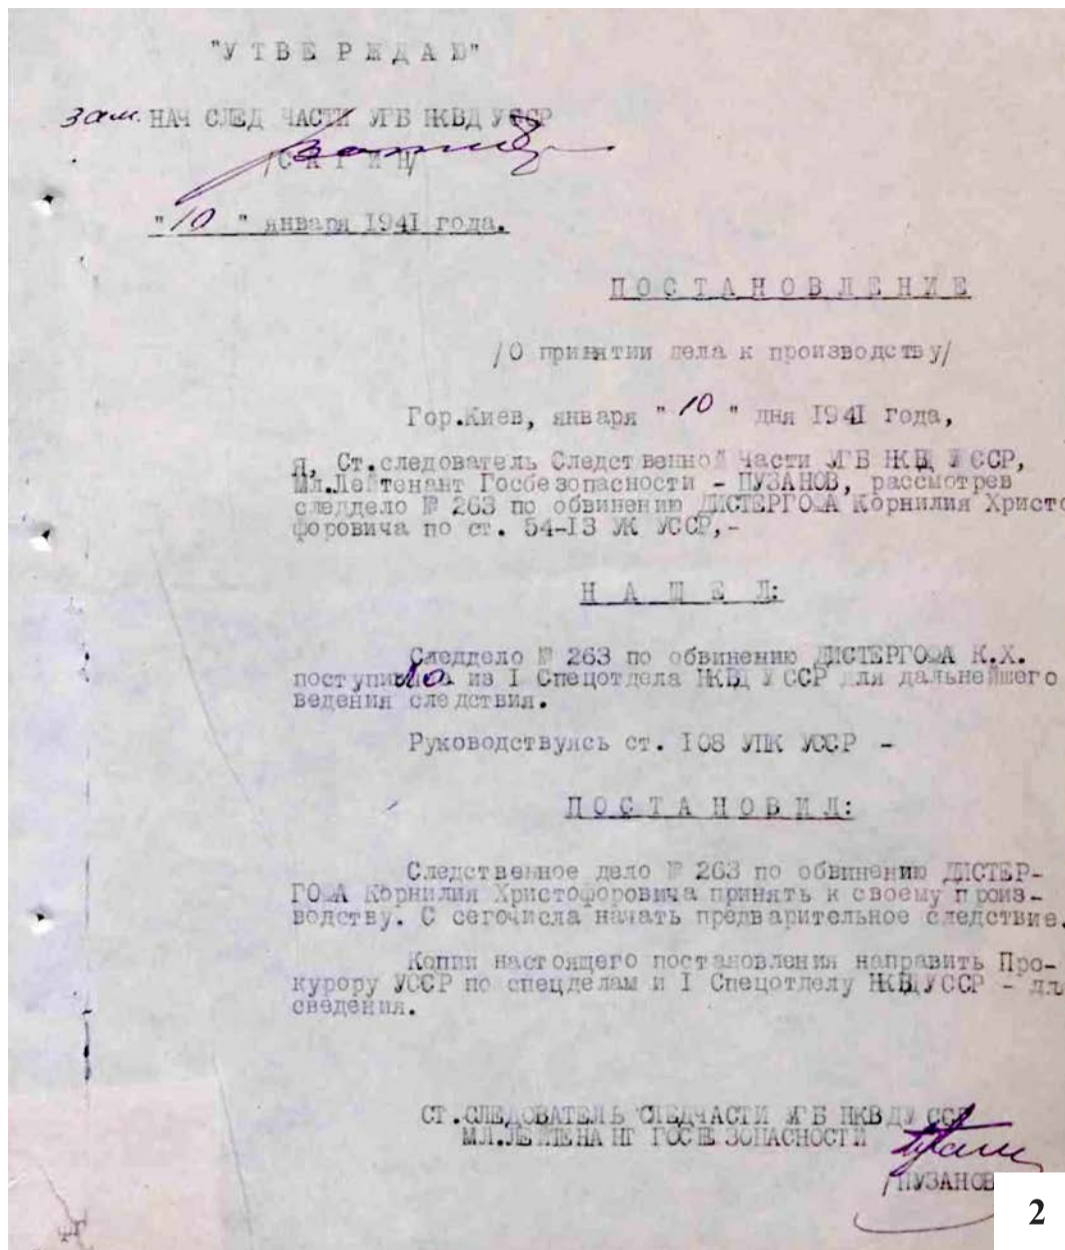 "УТВЕРЖДАЮ"
зам. НАЧ СЛЕД ЧАСТИ УГБ НКВД УССР
/САГИН/
"10 " января 1941 года.
ПОСТАНОВЛЕНИЕ
/О принятии дела к производству/
Гор.Киев, января "10" дня 1941 года,
Я, Ст.следователь Следственной Части УГБ НКВД УССР,
Мл.Лейтенант Госбезопасности - ПУЗАНОВ, рассмотрев
следдело № 263 по обвинению ДИСТЕРГОФА Корнилия Христо
форовича по ст. 54-13 УК УССР,-
НАШЕЛ:
Следдело № 263 по обвинению ДИСТЕРГОФА К.Х.
поступило из I Спецотдела НКВД УССР для дальнейшего
ведения следствия.
Руководствуясь ст. 108 УПК УССР -
ПОСТАНОВИЛ:
Следственное дело № 263 по обвинению ДИСТЕР-
ГОФА Корнилия Христофоровича принять к своему произ-
водству. С сегочисла начать предварительное следствие.
Копии настоящего постановления направить Про-
курору УССР по спецделам и I Спецотделу НКВД УССР - дл
сведения.
СТ.СЛЕДОВАТЕЛЬ СЛЕДЧАСТИ УГБ НКВД УССР
МЛ.ЛЕЙТЕНАНТ ГОСБЕЗОПАСНОСТИ
/ПУЗАНОВ
2